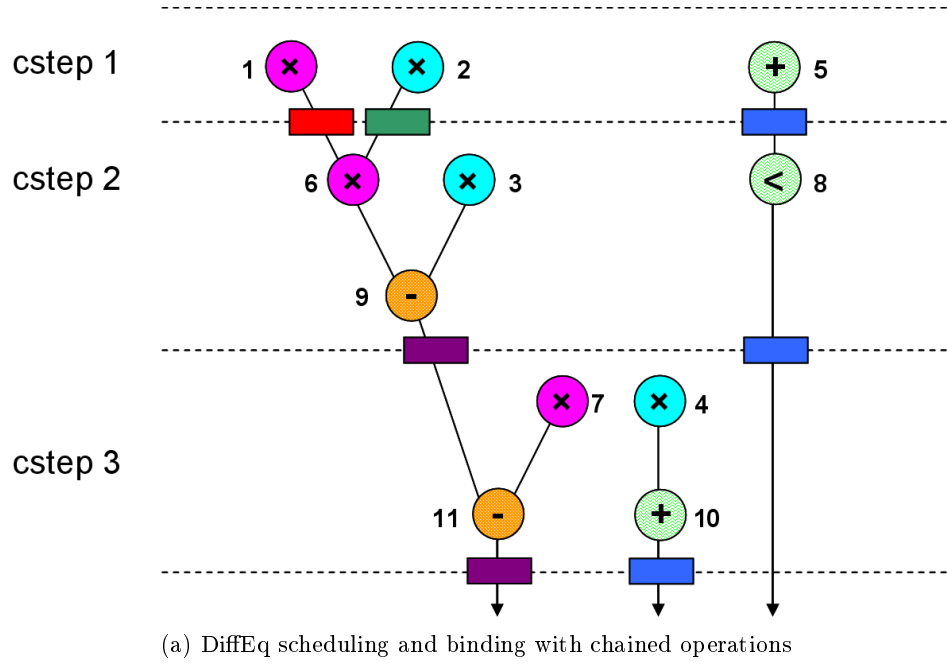 cstep 1
1 × × 2 + 5
cstep 2
6 × × 3 < 8
9 -
× 7 × 4
cstep 3
11 - + 10
(a) DiffEq scheduling and binding with chained operations